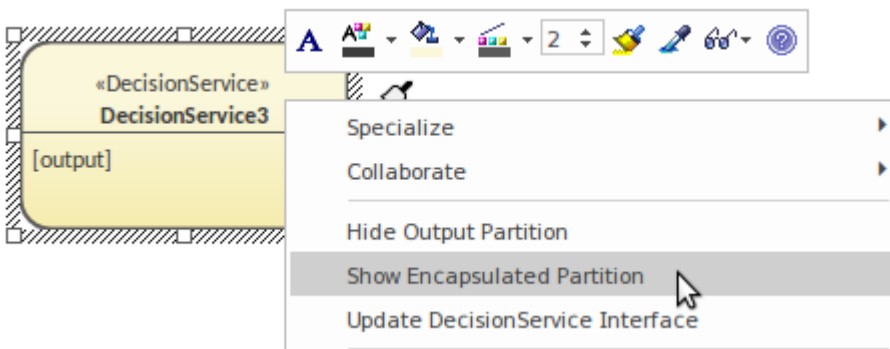 A A 2
«DecisionService»
DecisionService3
[output]
Specialize
Collaborate
Hide Output Partition
Show Encapsulated Partition
Update DecisionService Interface